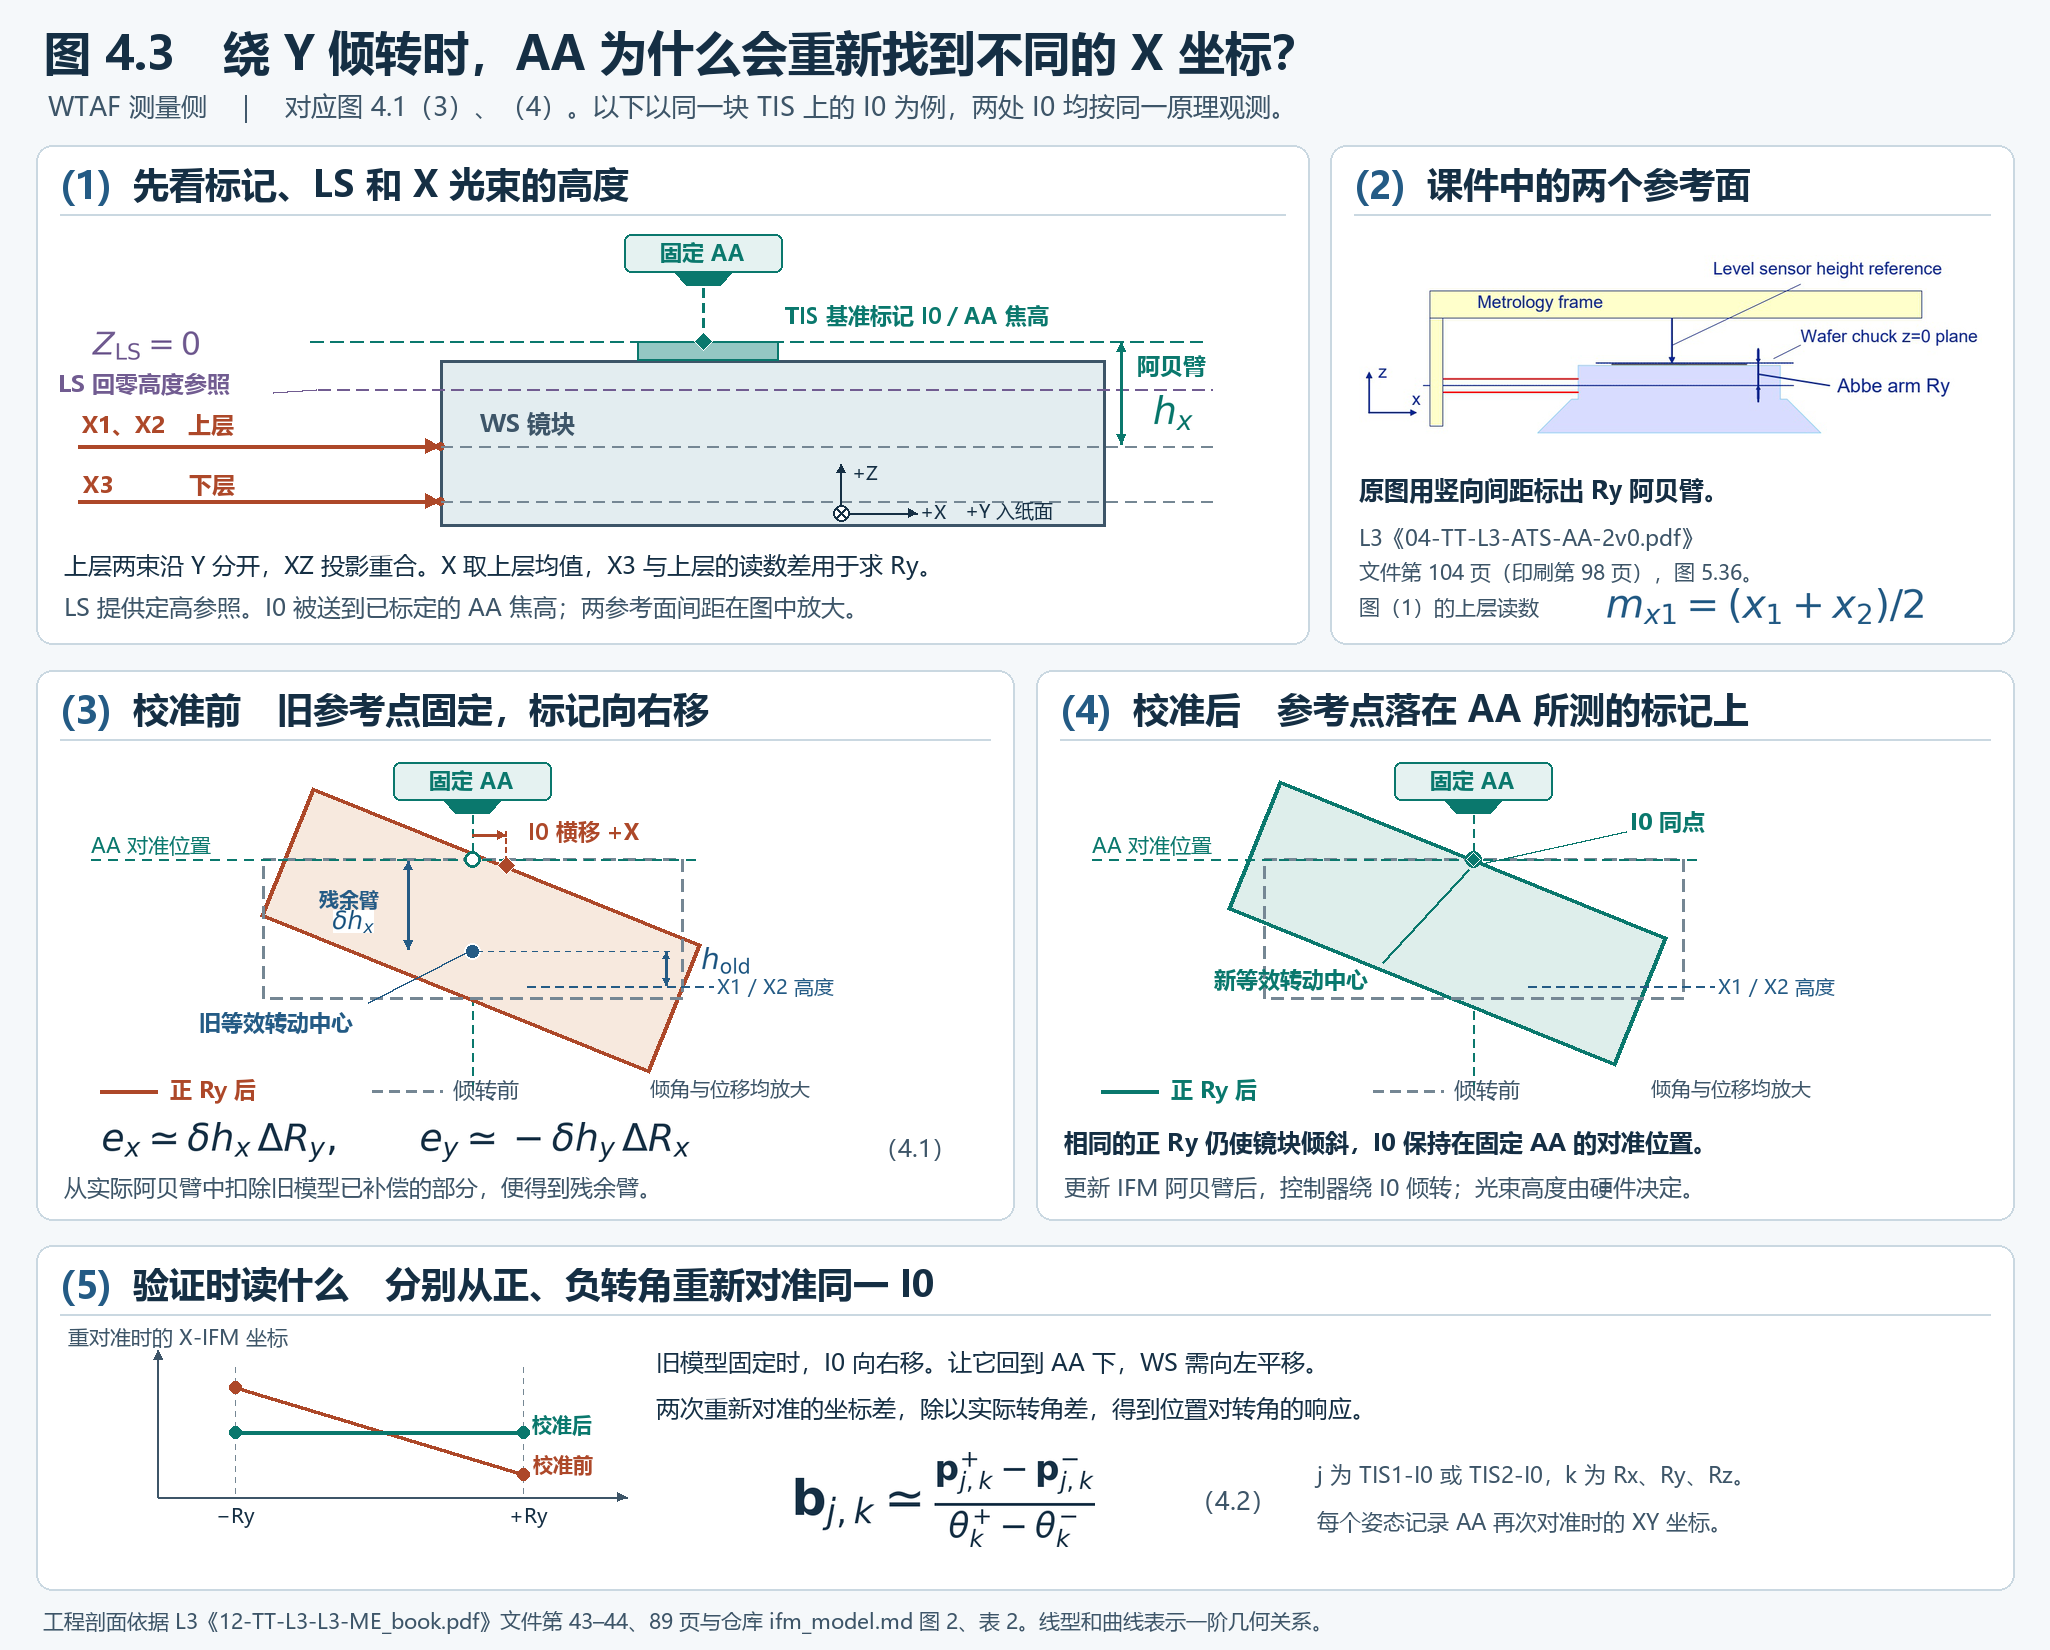 图 4.3 绕 Y 倾转时，AA 为什么会重新找到不同的 X 坐标？
WTAF 测量侧 | 对应图 4.1（3）、（4）。以下以同一块 TIS 上的 I0 为例，两处 I0 均按同一原理观测。
(1) 先看标记、LS 和 X 光束的高度
固定 AA
TIS 基准标记 I0 / AA 焦高
Z_LS = 0
LS 回零高度参照
阿贝臂
h_x
X1、X2 上层
WS 镜块
X3 下层
+Z
+X +Y 入纸面
上层两束沿 Y 分开，XZ 投影重合。X 取上层均值，X3 与上层的读数差用于求 Ry。
LS 提供定高参照。I0 被送到已标定的 AA 焦高；两参考面间距在图中放大。
(2) 课件中的两个参考面
Level sensor height reference
Metrology frame
Wafer chuck z=0 plane
z
x
Abbe arm Ry
原图用竖向间距标出 Ry 阿贝臂。
L3《04-TT-L3-ATS-AA-2v0.pdf》
文件第 104 页（印刷第 98 页），图 5.36。
图（1）的上层读数 m_x1 = (x_1 + x_2)/2
(3) 校准前 旧参考点固定，标记向右移
固定 AA
I0 横移 +X
AA 对准位置
残余臂
δh_x
h_old
X1 / X2 高度
旧等效转动中心
正 Ry 后
倾转前
倾角与位移均放大
e_x ≃ δh_x ΔR_y, e_y ≃ −δh_y ΔR_x (4.1)
从实际阿贝臂中扣除旧模型已补偿的部分，便得到残余臂。
(4) 校准后 参考点落在 AA 所测的标记上
固定 AA
I0 同点
AA 对准位置
新等效转动中心
X1 / X2 高度
正 Ry 后
倾转前
倾角与位移均放大
相同的正 Ry 仍使镜块倾斜，I0 保持在固定 AA 的对准位置。
更新 IFM 阿贝臂后，控制器绕 I0 倾转；光束高度由硬件决定。
(5) 验证时读什么 分别从正、负转角重新对准同一 I0
重对准时的 X-IFM 坐标
校准后
校准前
−Ry
+Ry
旧模型固定时，I0 向右移。让它回到 AA 下，WS 需向左平移。
两次重新对准的坐标差，除以实际转角差，得到位置对转角的响应。
b_{j,k} ≃ (p^+_{j,k} − p^−_{j,k}) / (θ^+_k − θ^−_k) (4.2)
j 为 TIS1-I0 或 TIS2-I0，k 为 Rx、Ry、Rz。
每个姿态记录 AA 再次对准时的 XY 坐标。
工程剖面依据 L3《12-TT-L3-L3-ME_book.pdf》文件第 43–44、89 页与仓库 ifm_model.md 图 2、表 2。线型和曲线表示一阶几何关系。